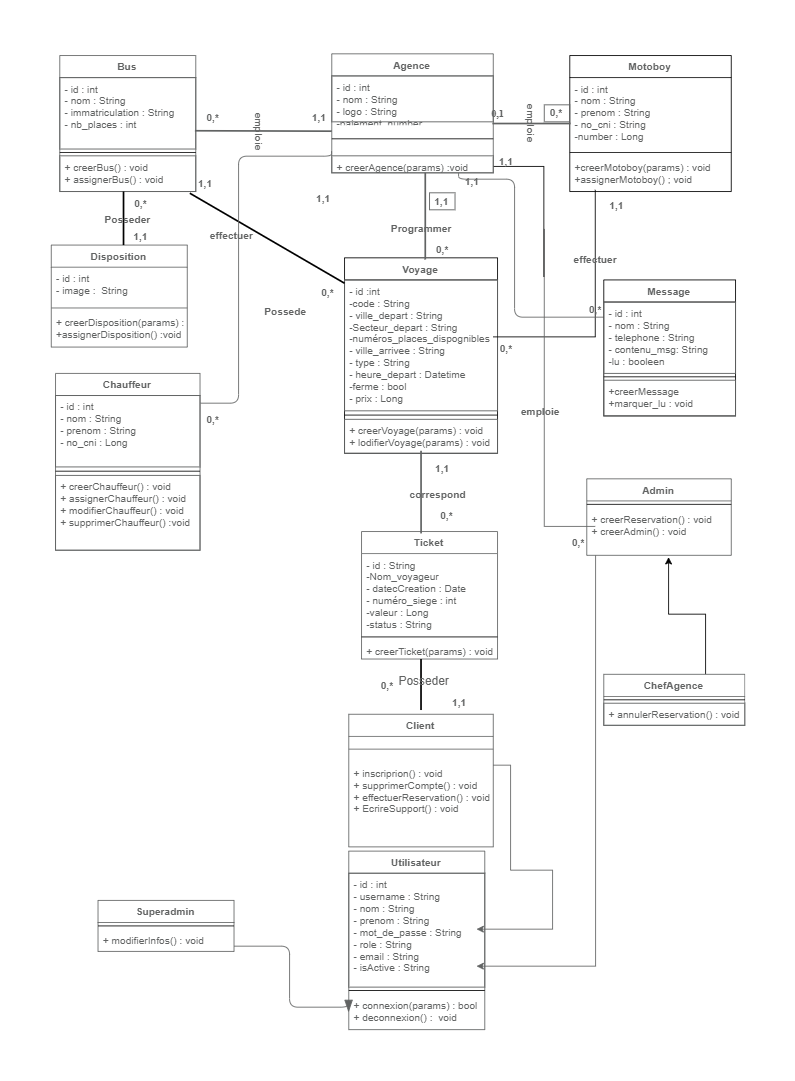 Bus
- id : int
- nom : String
- immatriculation : String
- nb_places : int
+ creerBus() : void
+ assignerBus() : void
0,*
emploie
1,1
Agence
- id : int
- nom : String
- logo : String
-paiement_number
+ creerAgence(params) :void
0,1
emploie
0,*
Motoboy
- id : int
- nom : String
- prenom : String
- no_cni : String
-number : Long
+creerMotoboy(params) : void
+assignerMotoboy() ; void
1,1
1,1
1,1
1,1
1,1
1,1
0,*
Posseder
1,1
effectuer
Programmer
0,*
effectuer
Disposition
- id : int
- image :  String
+ creerDisposition(params) :
+assignerDisposition() :void
0,*
Possede
Voyage
- id :int
-code : String
- ville_depart : String
-Secteur_depart : String
-numéros_places_dispognibles
- ville_arrivee : String
- type : String
- heure_depart : Datetime
-ferme : bool
- prix : Long
+ creerVoyage(params) : void
+ lodifierVoyage(params) : void
0,*
0,*
Message
- id : int
- nom : String
- telephone : String
- contenu_msg: String
-lu : booleen
+creerMessage
+marquer_lu : void
Chauffeur
- id : int
- nom : String
- prenom : String
- no_cni : Long
+ creerChauffeur() : void
+ assignerChauffeur() : void
+ modifierChauffeur() : void
+ supprimerChauffeur() :void
0,*
emploie
1,1
correspond
0,*
Admin
+ creerReservation() : void
+ creerAdmin() : void
0,*
Ticket
- id : String
-Nom_voyageur
- datecCreation : Date
- numéro_siege : int
-valeur : Long
-status : String
+ creerTicket(params) : void
0,*
Posseder
1,1
ChefAgence
+ annulerReservation() : void
Client
+ inscriprion() : void
+ supprimerCompte() : void
+ effectuerReservation() : void
+ EcrireSupport() : void
Utilisateur
- id : int
- username : String
- nom : String
- prenom : String
- mot_de_passe : String
- role : String
- email : String
- isActive : String
+ connexion(params) : bool
+ deconnexion() :  void
Superadmin
+ modifierInfos() : void